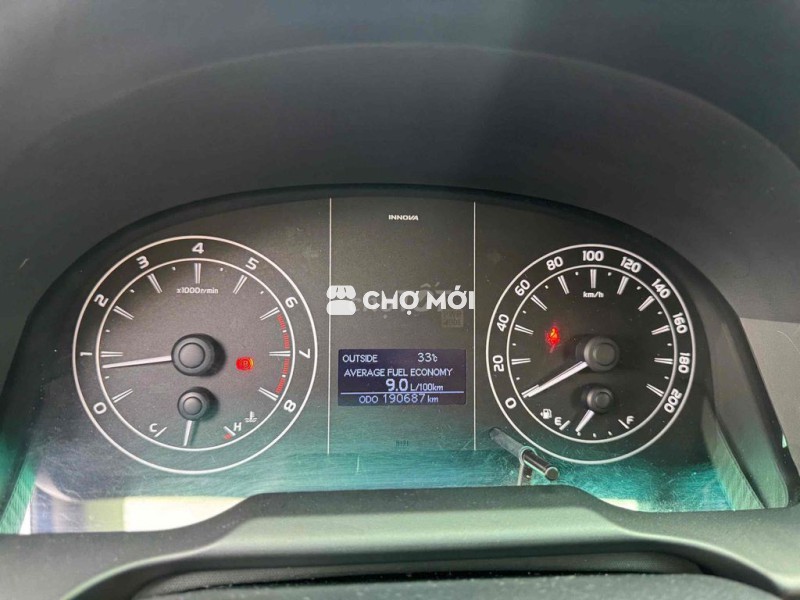 INNOVA
CHỢ MỚI
x1000r/min
0 1 2 3 4 5 6 7 8
C H
OUTSIDE 33℃
AVERAGE FUEL ECONOMY
9.0 L/100km
ODO 190687 km
km/h
0 20 40 60 80 100 120 140 160 180 200
E F